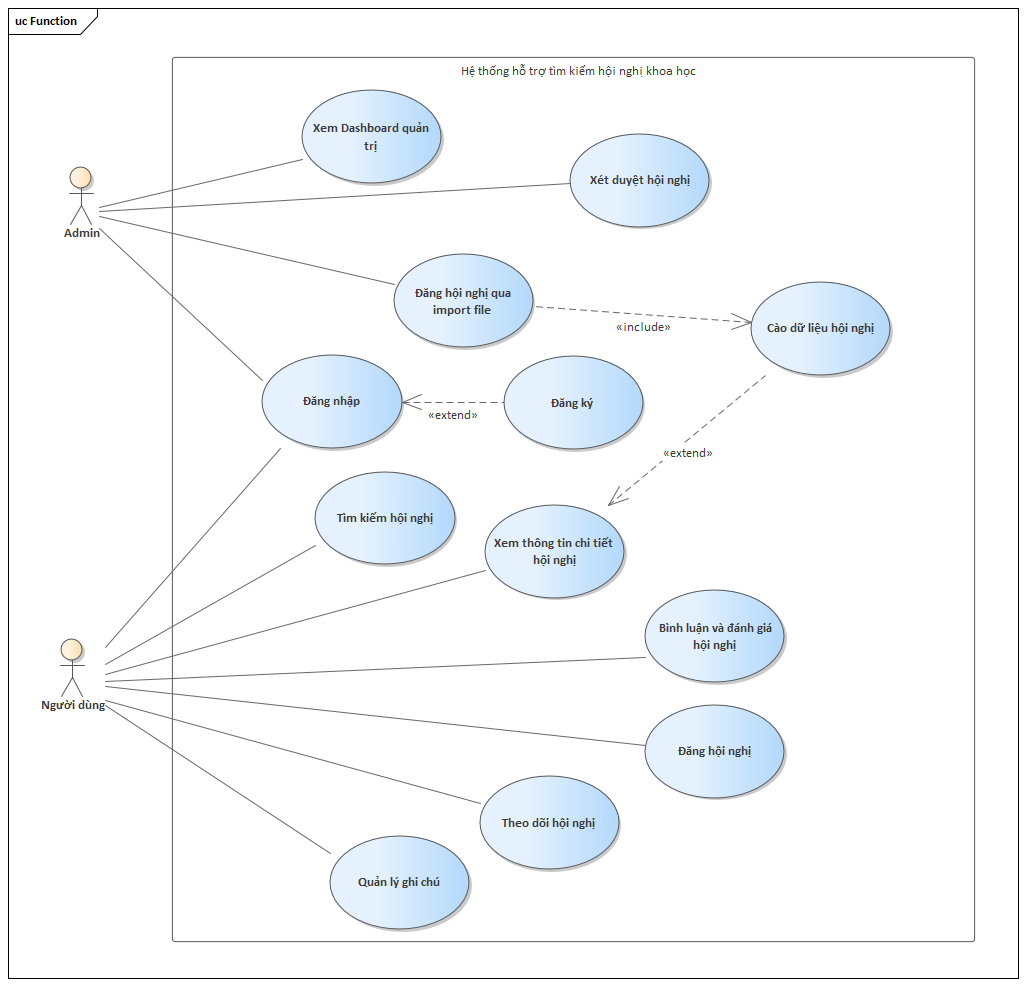 uc Function
Hệ thống hỗ trợ tìm kiếm hội nghị khoa học
Xem Dashboard quản
trị
Xét duyệt hội nghị
Admin
Đăng hội nghị qua
import file
«include»
Cào dữ liệu hội nghị
Đăng nhập
«extend»
Đăng ký
«extend»
Tìm kiếm hội nghị
Xem thông tin chi tiết
hội nghị
Bình luận và đánh giá
hội nghị
Người dùng
Đăng hội nghị
Theo dõi hội nghị
Quản lý ghi chú